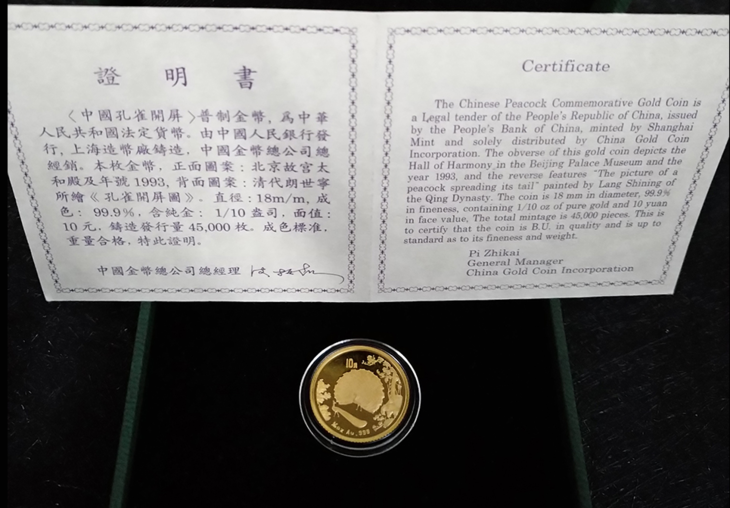 證 明 書
《中國孔雀開屏》普制金幣，爲中華
人民共和國法定貨幣。由中國人民銀行發
行，上海造幣廠鑄造，中國金幣總公司總
經銷。本枚金幣，正面圖案：北京故宮太
和殿及年號1993，背面圖案：清代朗世寧
所繪《孔雀開屏圖》。直徑：18m/m，成
色：99.9%，含純金：1/10盎司，面值：
10元，鑄造發行量45,000枚。成色標准，
重量合格，特此證明。
中國金幣總公司總經理
Certificate
The Chinese Peacock Commemorative Gold Coin is
a Legal tender of the People's Republic of China, issued
by the People's Bank of China, minted by Shanghai
Mint and solely distributed by China Gold Coin
Incorporation. The obverse of this gold coin depicts the
Hall of Harmony in the Beijing Palace Museum and the
year 1993, and the reverse features "The picture of a
peacock spreading its tail" painted by Lang Shining of
the Qing Dynasty. The coin is 18 mm in diameter, 99.9%
in fineness, containing 1/10 oz of pure gold and 10 yuan
in face value, The total mintage is 45,000 pieces. This is
to certify that the coin is B.U. in quality and is up to
standard as to its fineness and weight.
Pi Zhikai
General Manager
China Gold Coin Incorporation
10元
1/10oz Au .999